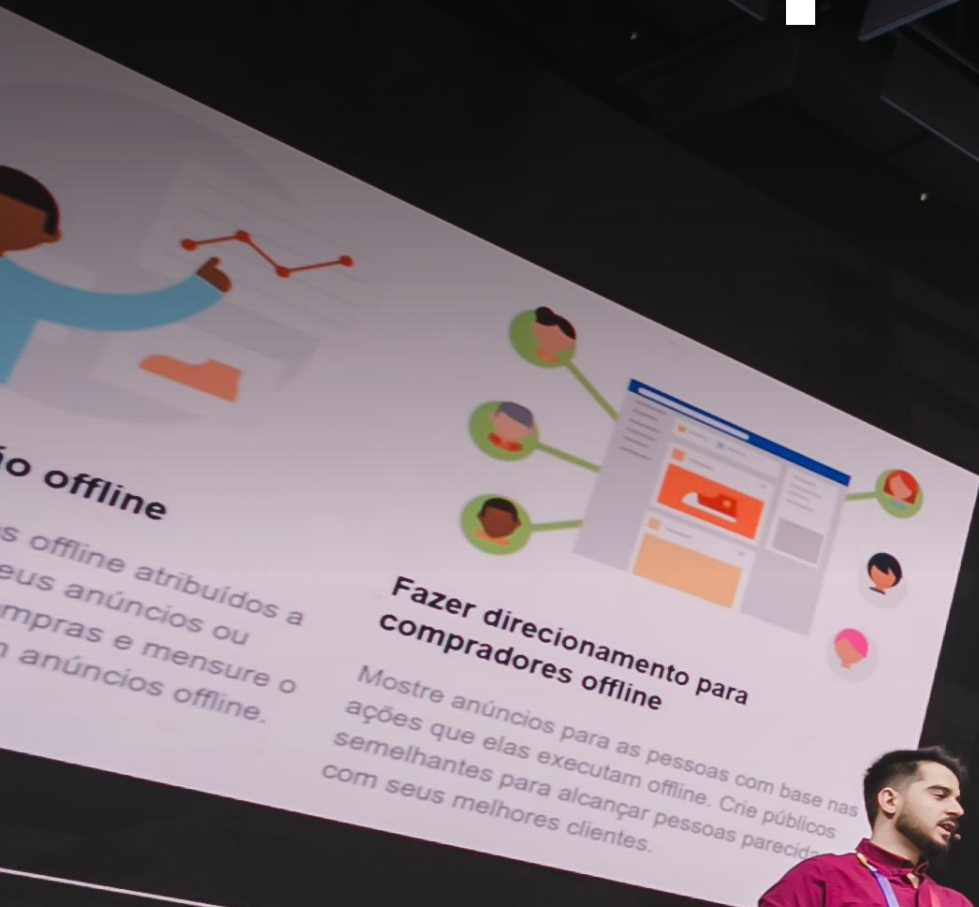 offline
s offline atribuídos a
eus anúncios ou
mpras e mensure o
anúncios offline.
Fazer direcionamento para
compradores offline
Mostre anúncios para as pessoas com base nas
ações que elas executam offline. Crie públicos
semelhantes para alcançar pessoas parecid
com seus melhores clientes.